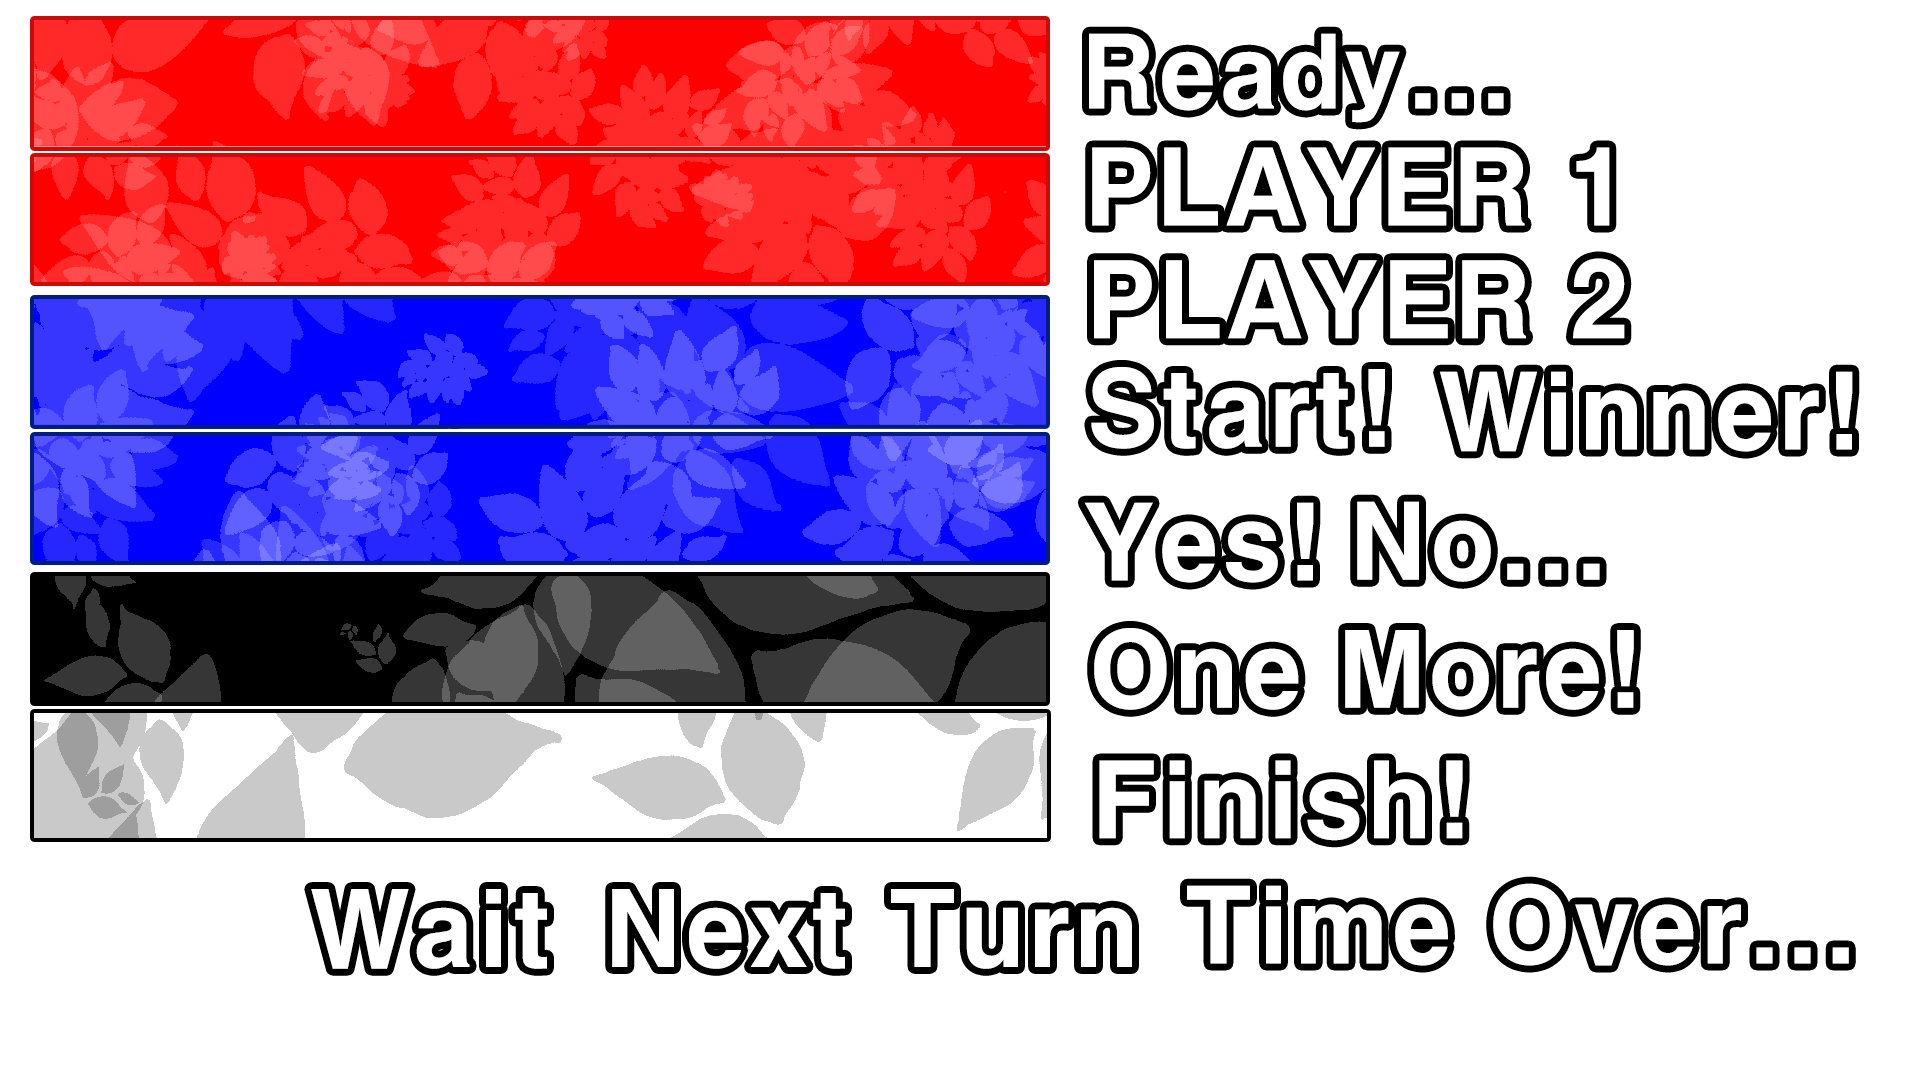 Ready...
PLAYER 1
PLAYER 2
Start! Winner!
Yes! No...
One More!
Finish!
Wait Next Turn Time Over...